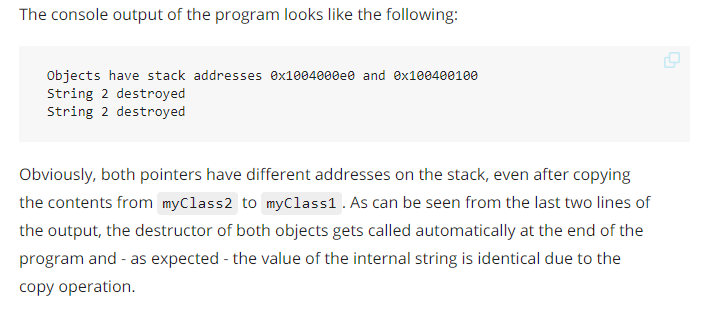 The console output of the program looks like the following:
Objects have stack addresses 0x1004000e0 and 0x100400100
String 2 destroyed
String 2 destroyed
Obviously, both pointers have different addresses on the stack, even after copying
the contents from myClass2 to myClass1 . As can be seen from the last two lines of
the output, the destructor of both objects gets called automatically at the end of the
program and - as expected - the value of the internal string is identical due to the
copy operation.